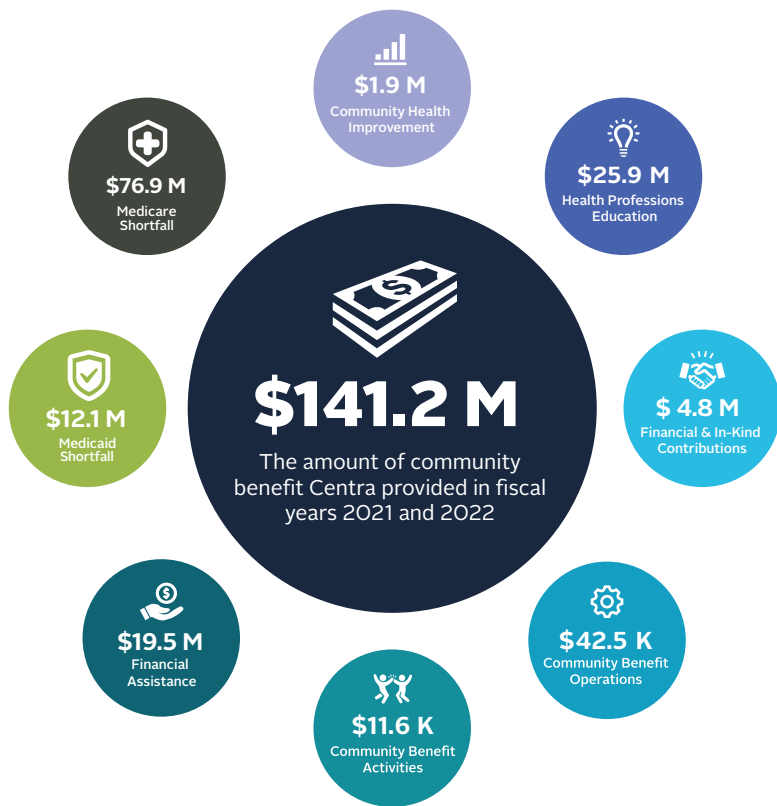 $1.9 M
Community Health
Improvement
$25.9 M
Health Professions
Education
$ 4.8 M
Financial & In-Kind
Contributions
$42.5 K
Community Benefit
Operations
$11.6 K
Community Benefit
Activities
$19.5 M
Financial
Assistance
$12.1 M
Medicaid
Shortfall
$76.9 M
Medicare
Shortfall
$141.2 M
The amount of community
benefit Centra provided in fiscal
years 2021 and 2022